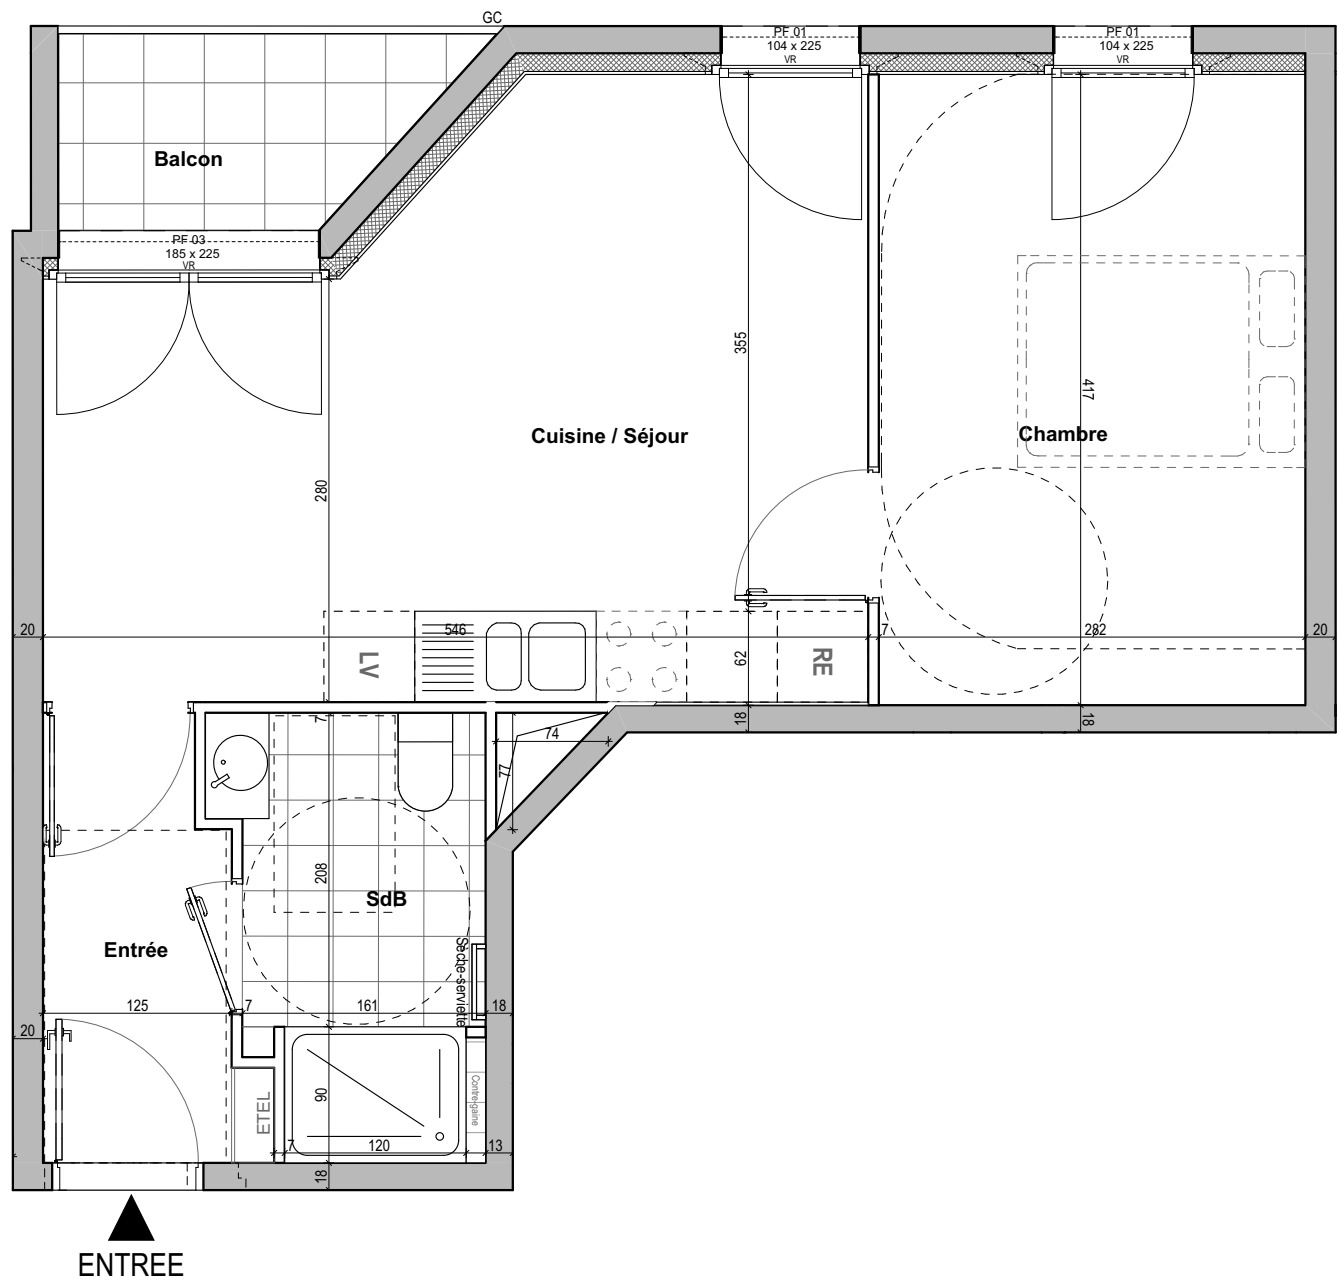 GC
PF 01
104 x 225
VR
PF 01
104 x 225
VR
Balcon
PF 03
185 x 225
VR
355
417
Cuisine / Séjour
Chambre
280
20
546
7
282
20
LV
62
RE
18
18
7
74
77
208
SdB
Entrée
Sèche-serviette
125
7
161
18
20
ETEL
90
Contre-gaine
7
120
13
18
ENTREE